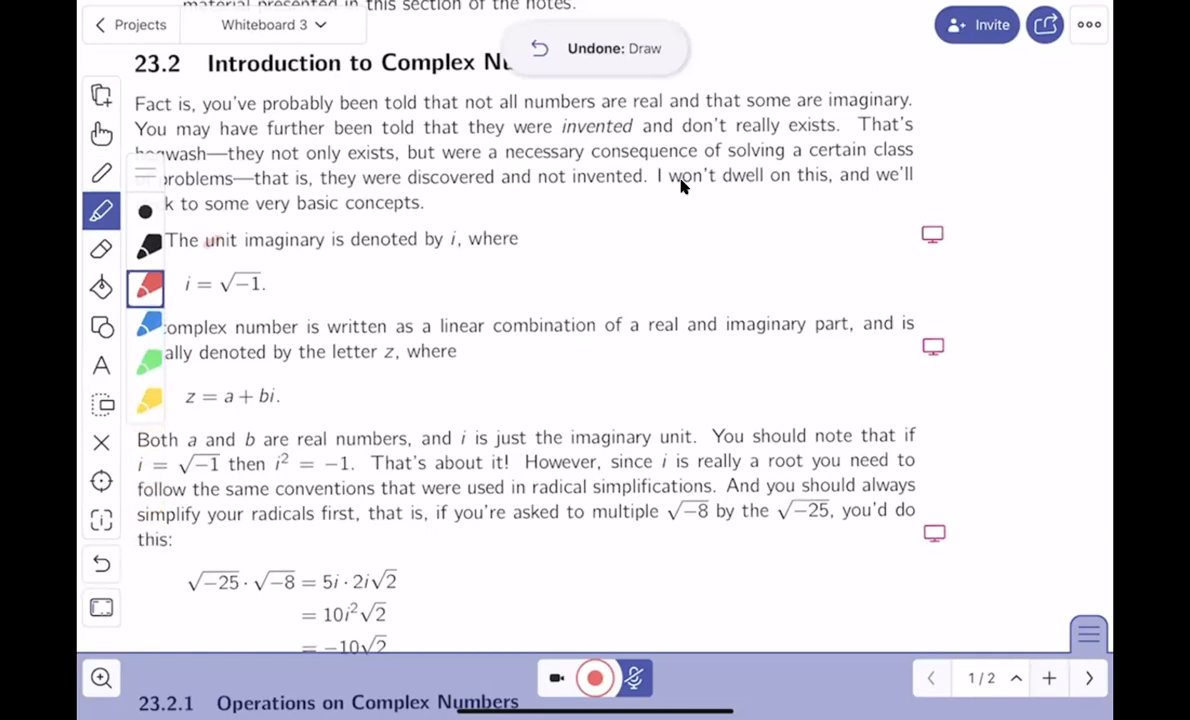 material presented in this section of the notes.
Projects
Whiteboard 3
Undone: Draw
Invite
23.2 Introduction to Complex
Fact is, you've probably been told that not all numbers are real and that some are imaginary.
You may have further been told that they were invented and don't really exists. That's
wash—they not only exists, but were a necessary consequence of solving a certain class
problems—that is, they were discovered and not invented. I won't dwell on this, and we'll
k to some very basic concepts.
The unit imaginary is denoted by i, where
i = √−1.
omplex number is written as a linear combination of a real and imaginary part, and is
ally denoted by the letter z, where
z = a + bi.
Both a and b are real numbers, and i is just the imaginary unit. You should note that if
i = √−1 then i² = −1. That's about it! However, since i is really a root you need to
follow the same conventions that were used in radical simplifications. And you should always
simplify your radicals first, that is, if you're asked to multiple √−8 by the √−25, you'd do
this:
√−25 · √−8 = 5i · 2i√2
= 10i²√2
= −10√2
1 / 2
23.2.1 Operations on Complex Numbers